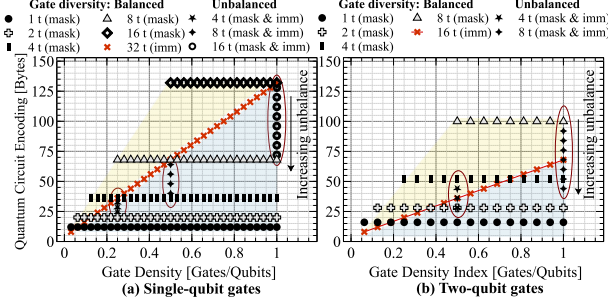 Gate diversity: Balanced Unbalanced
1 t (mask) 8 t (mask) 4 t (mask & imm)
2 t (mask) 16 t (mask) 8 t (mask & imm)
4 t (mask) 32 t (imm) 16 t (mask & imm)
Gate diversity: Balanced Unbalanced
1 t (mask) 8 t (mask) 4 t (mask & imm)
2 t (mask) 16 t (imm) 8 t (mask & imm)
4 t (mask)
Quantum Circuit Encoding [Bytes]
150
125
100
75
50
25
0
0.0 0.2 0.4 0.6 0.8 1.0
Increasing unbalance
Gate Density [Gates/Qubits]
(a) Single-qubit gates
150
125
100
75
50
25
0
0.0 0.2 0.4 0.6 0.8 1.0
Increasing unbalance
Gate Density Index [Gates/Qubits]
(b) Two-qubit gates